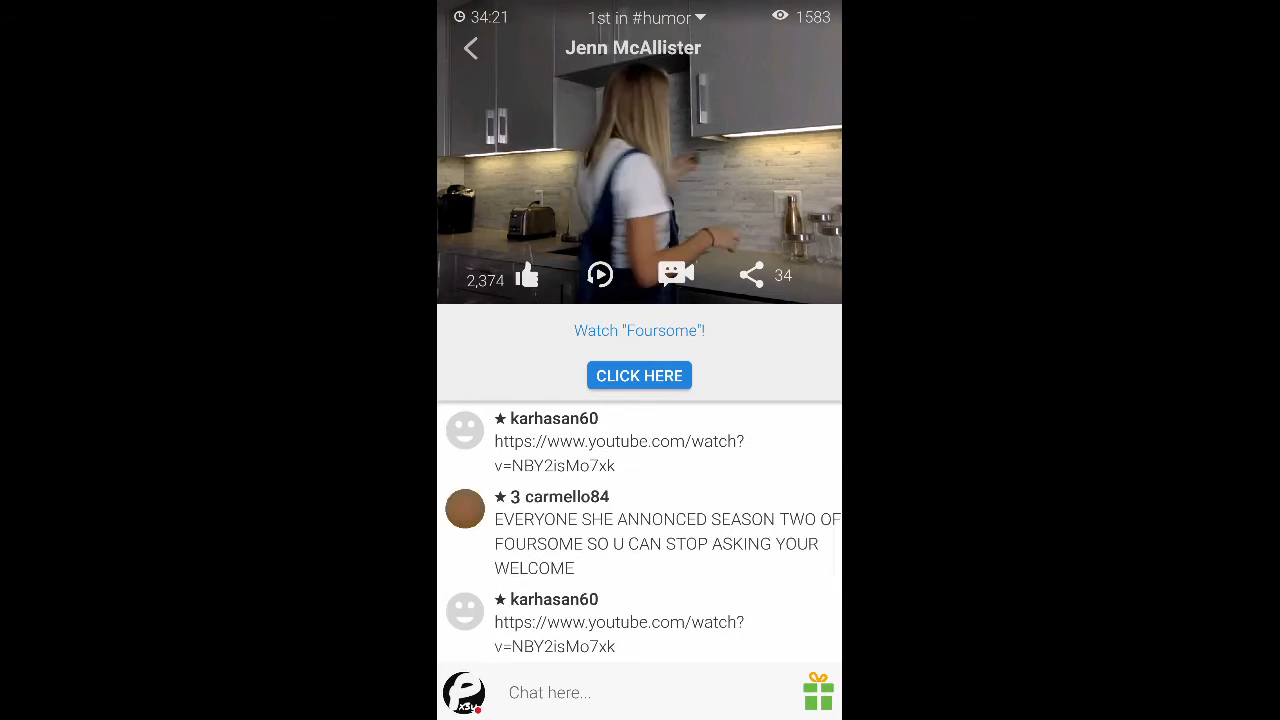 34:21
1st in #humor
1583
Jenn McAllister
2,374
34
Watch "Foursome"!
CLICK HERE
★ karhasan60
https://www.youtube.com/watch?
v=NBY2isMo7xk
★ 3 carmello84
EVERYONE SHE ANNONCED SEASON TWO OF
FOURSOME SO U CAN STOP ASKING YOUR
WELCOME
★ karhasan60
https://www.youtube.com/watch?
v=NBY2isMo7xk
Chat here...